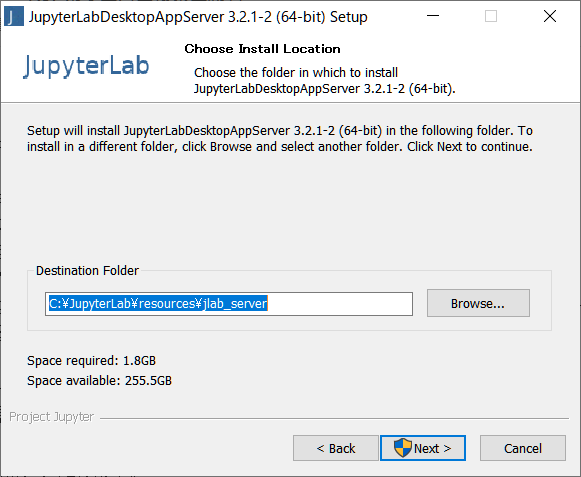 JupyterLabDesktopAppServer 3.2.1-2 (64-bit) Setup
JupyterLab
Choose Install Location
Choose the folder in which to install
JupyterLabDesktopAppServer 3.2.1-2 (64-bit).
Setup will install JupyterLabDesktopAppServer 3.2.1-2 (64-bit) in the following folder. To
install in a different folder, click Browse and select another folder. Click Next to continue.
Destination Folder
C:¥JupyterLab¥resources¥jlab_server
Browse...
Space required: 1.8GB
Space available: 255.5GB
Project Jupyter
< Back
Next >
Cancel